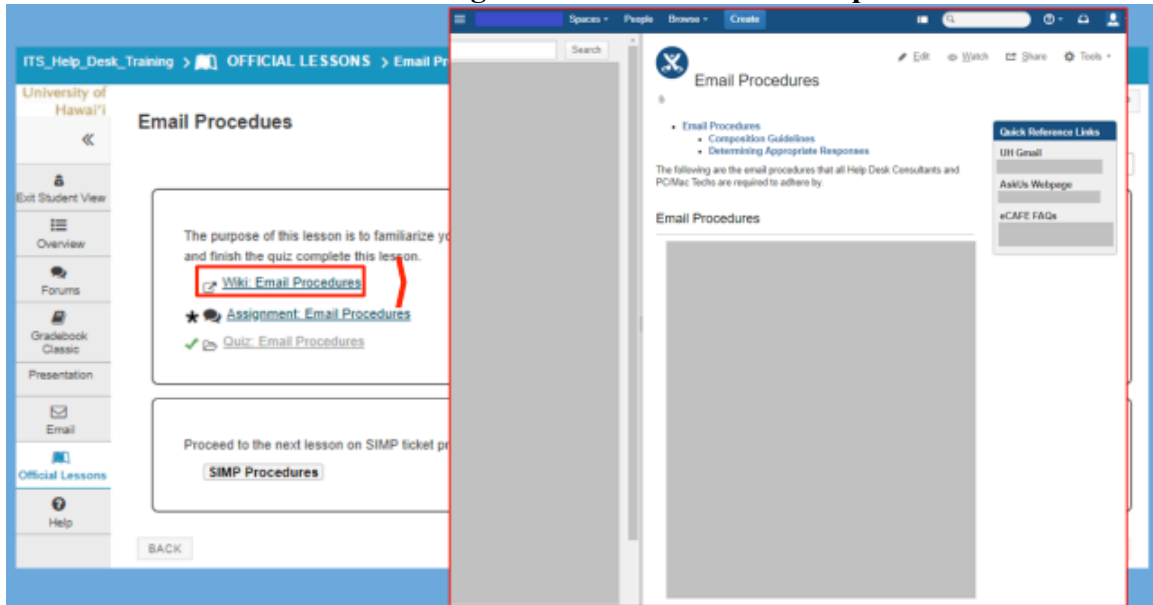 ITS_Help_Desk_Training > OFFICIAL LESSONS > Email Pr
University of
Hawai'i
«
Exit Student View
Overview
Forums
Gradebook
Classic
Presentation
Email
Official Lessons
Help
Email Procedues
The purpose of this lesson is to familiarize yo
and finish the quiz complete this lesson.
Wiki: Email Procedures
Assignment: Email Procedures
Quiz: Email Procedures
Proceed to the next lesson on SIMP ticket pr
SIMP Procedures
BACK
Spaces People Browse Create
Search
Edit Watch Share Tools
Email Procedures
• Email Procedures
• Composition Guidelines
• Determining Appropriate Responses
The following are the email procedures that all Help Desk Consultants and
PC/Mac Techs are required to adhere by.
Email Procedures
Quick Reference Links
UH Gmail
AskUs Webpage
eCAFE FAQs